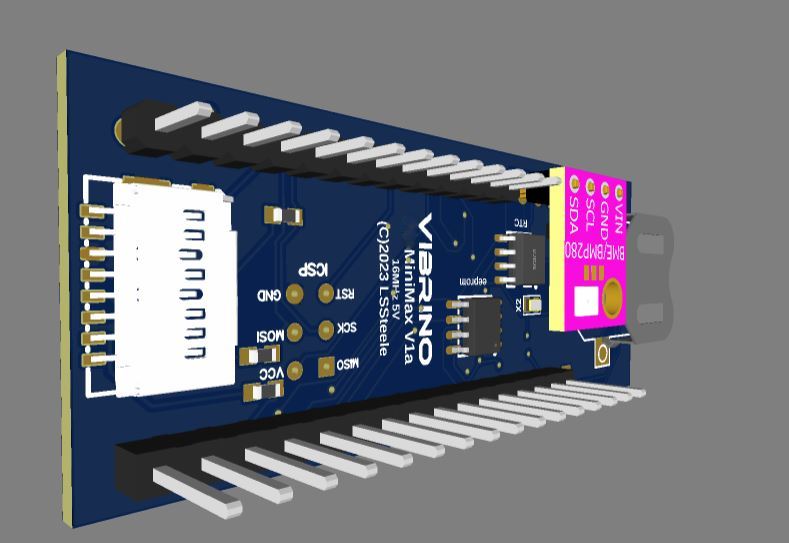 VIBRINO
MiniMax V1a
16MHz 5V
(C)2023 LSSteele
ICSP
GND
RST
MOSI
SCK
VCC
MISO
eeprom
RTC
X2
VIN
GND
SCL
SDA
BME/BMP280